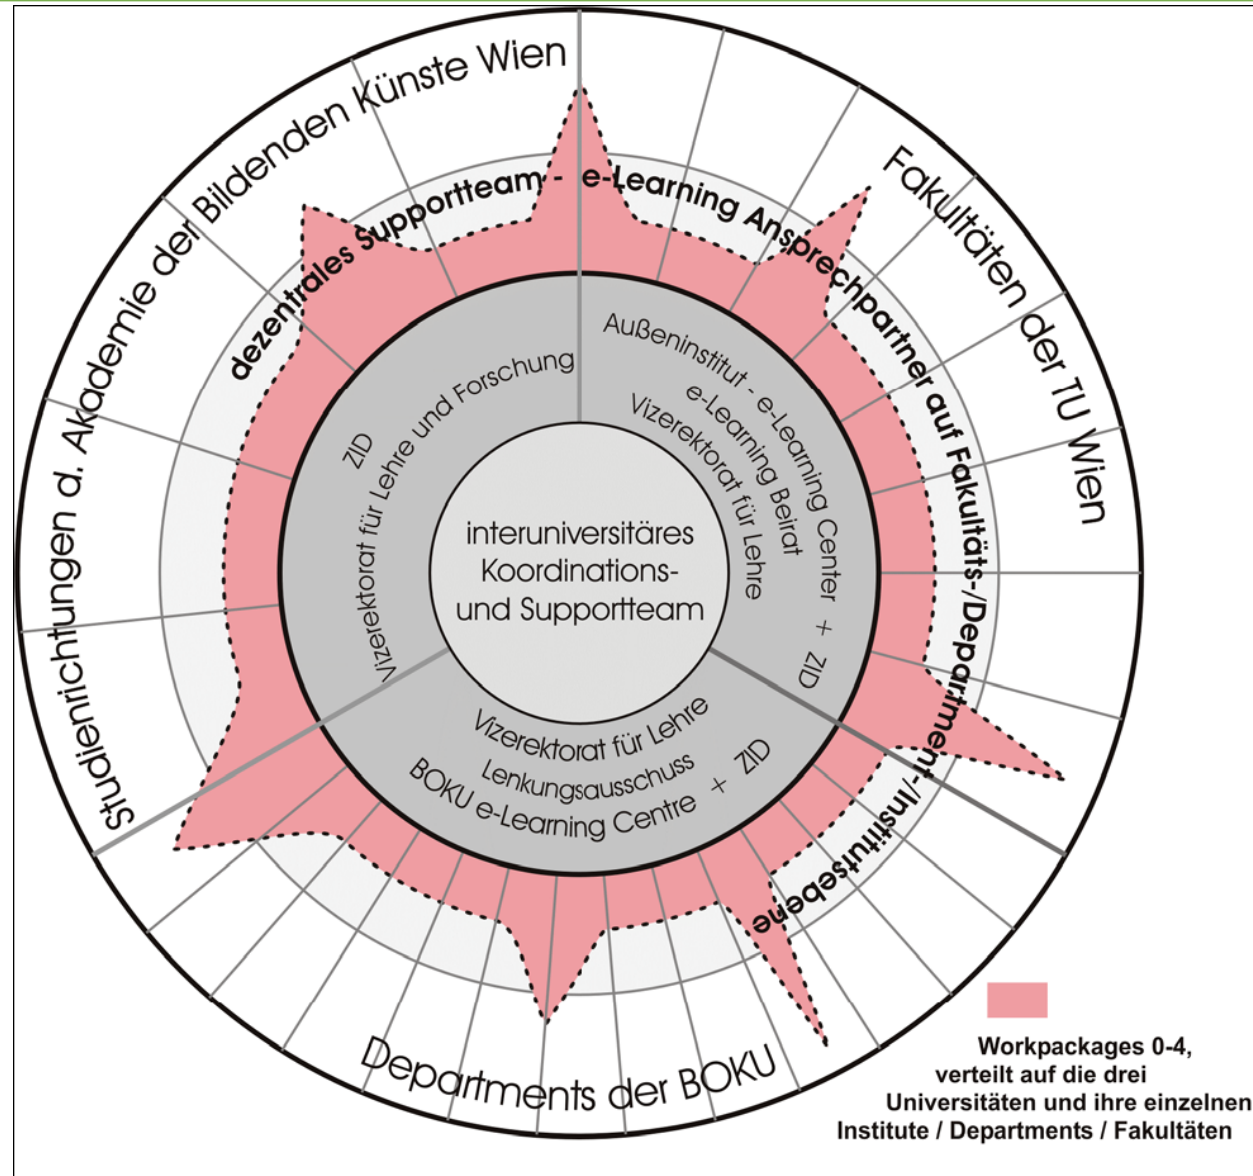 Studienrichtungen d. Akademie der Bildenden Künste Wien
Fakultäten der TU Wien
Departments der BOKU
dezentrales Supportteam - e-Learning Ansprechpartner auf Fakultäts-/Department-/Institutsebene
ZID
Vizerektorat für Lehre und Forschung
Außeninstitut - e-Learning Center + ZID
e-Learning Beirat
Vizerektorat für Lehre
interuniversitäres
Koordinations-
und Supportteam
Vizerektorat für Lehre
Lenkungsausschuss
BOKU e-Learning Centre + ZID
Workpackages 0-4,
verteilt auf die drei
Universitäten und ihre einzelnen
Institute / Departments / Fakultäten